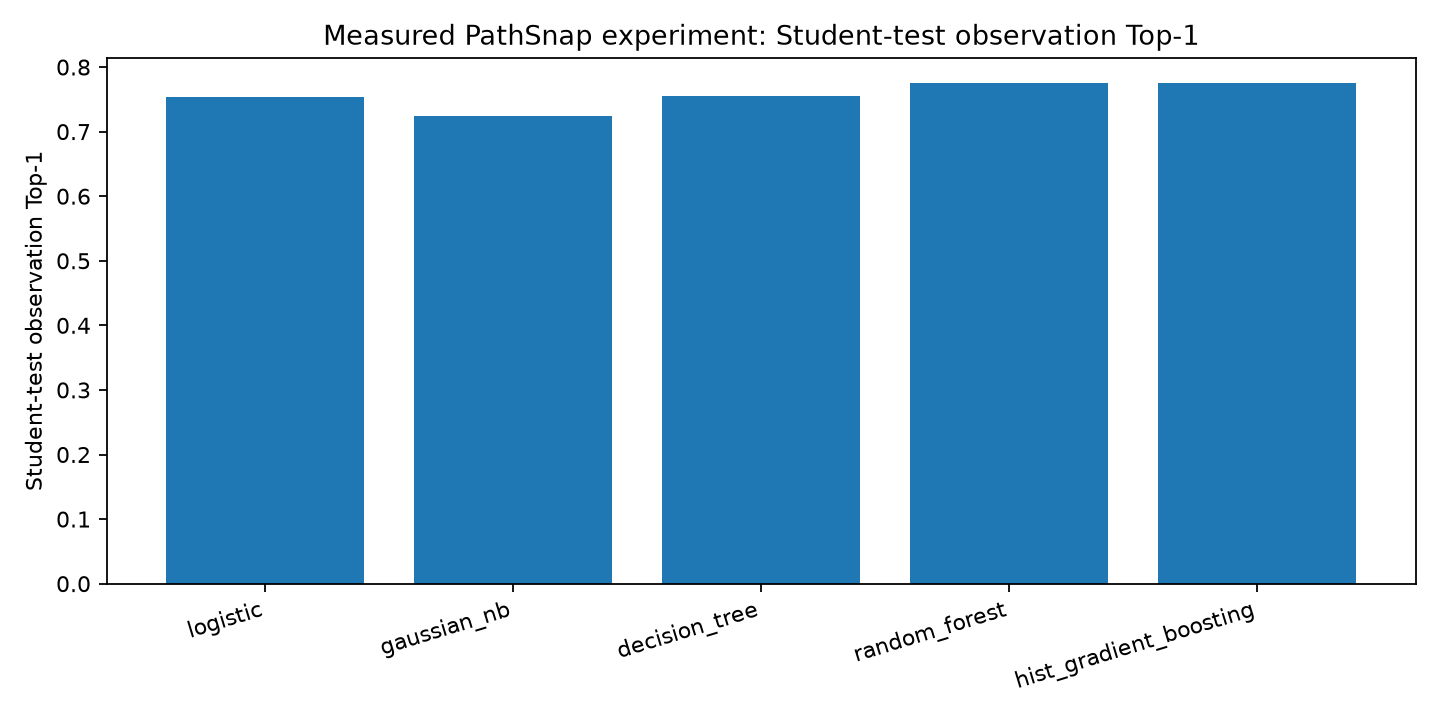 Measured PathSnap experiment: Student-test observation Top-1
Student-test observation Top-1
0.8
0.7
0.6
0.5
0.4
0.3
0.2
0.1
0.0
logistic
gaussian_nb
decision_tree
random_forest
hist_gradient_boosting